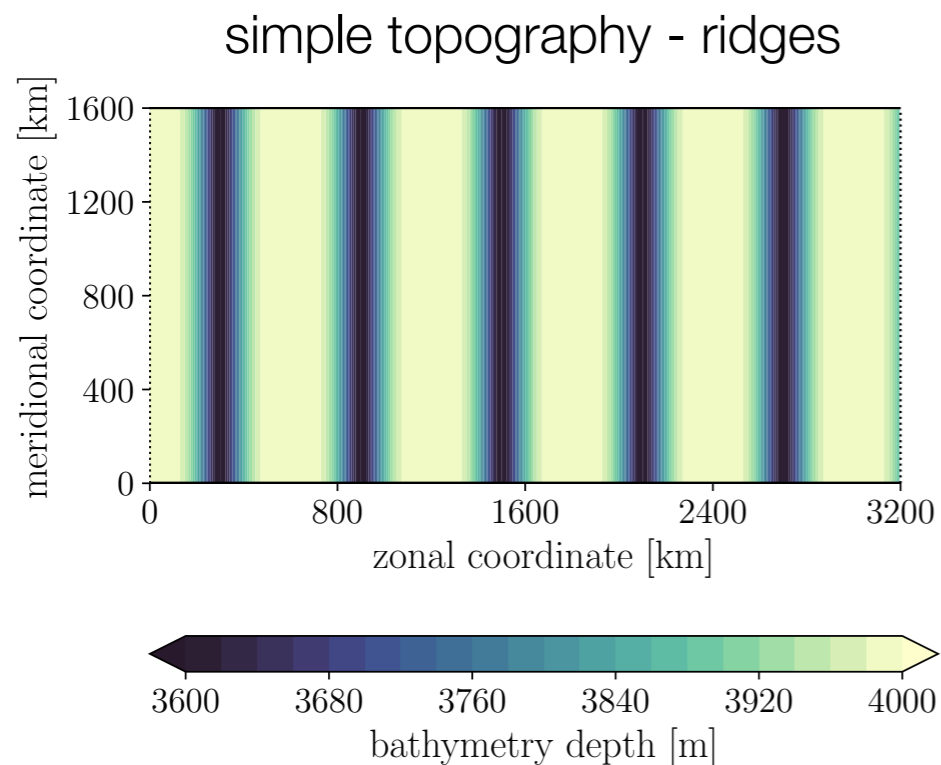 simple topography - ridges
meridional coordinate [km]
1600
1200
800
400
0
0 800 1600 2400 3200
zonal coordinate [km]
3600 3680 3760 3840 3920 4000
bathymetry depth [m]